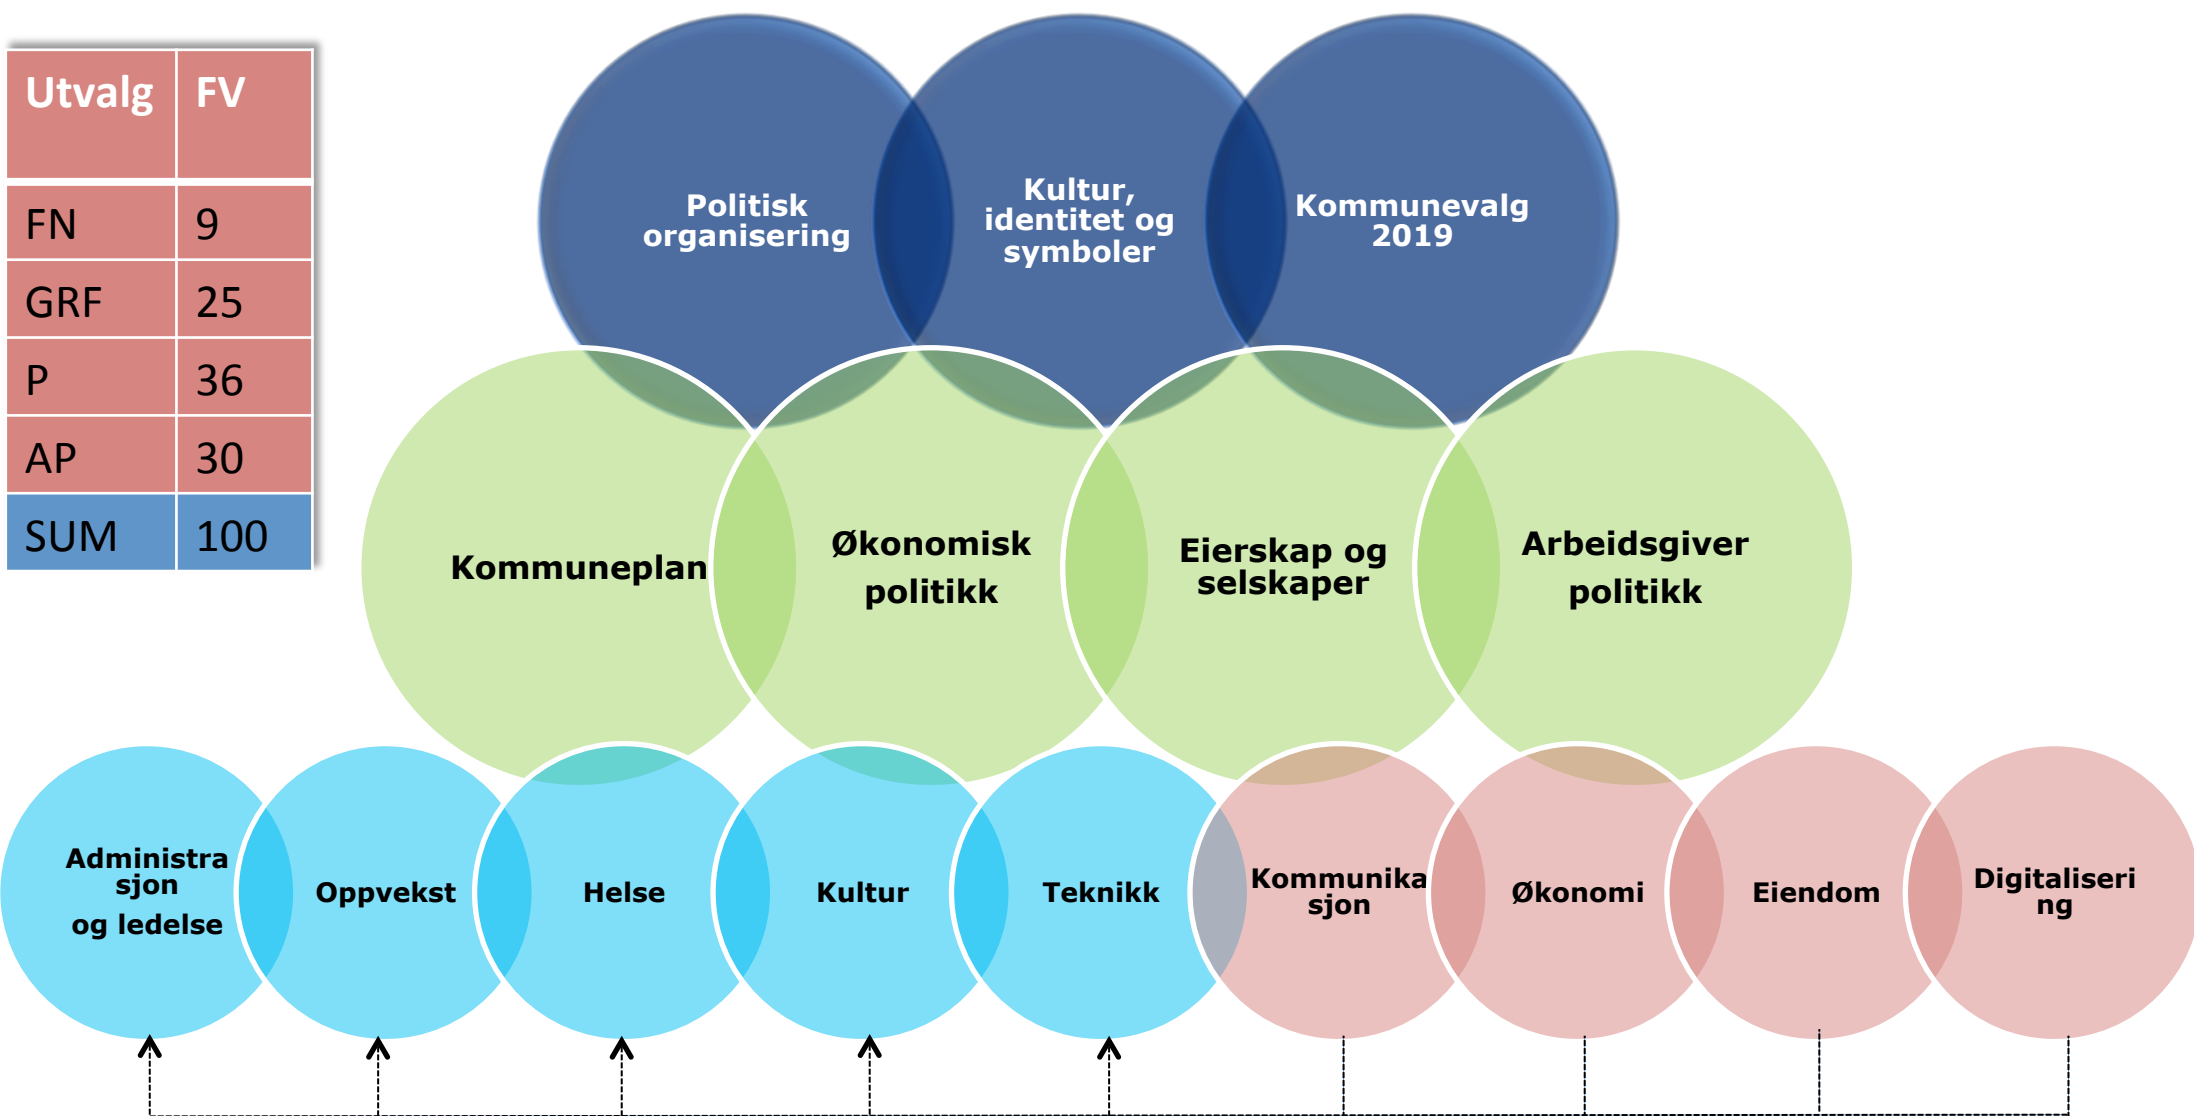 Utvalg FV
FN 9
GRF 25
P 36
AP 30
SUM 100
Politisk
organisering
Kultur,
identitet og
symboler
Kommunevalg
2019
Kommuneplan
Økonomisk
politikk
Eierskap og
selskaper
Arbeidsgiver
politikk
Administra
sjon
og ledelse
Oppvekst
Helse
Kultur
Teknikk
Kommunika
sjon
Økonomi
Eiendom
Digitaliseri
ng